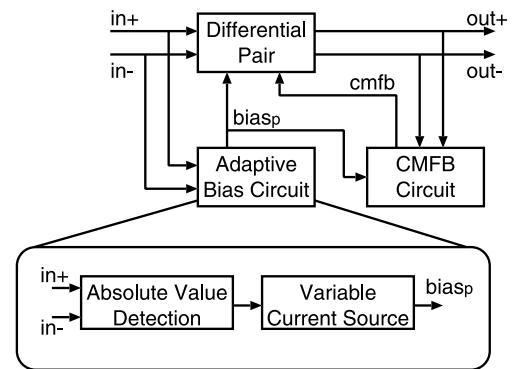 in+
in-
Differential
Pair
out+
out-
cmfb
biasp
Adaptive
Bias Circuit
CMFB
Circuit
in+
in-
Absolute Value
Detection
Variable
Current Source
biasp